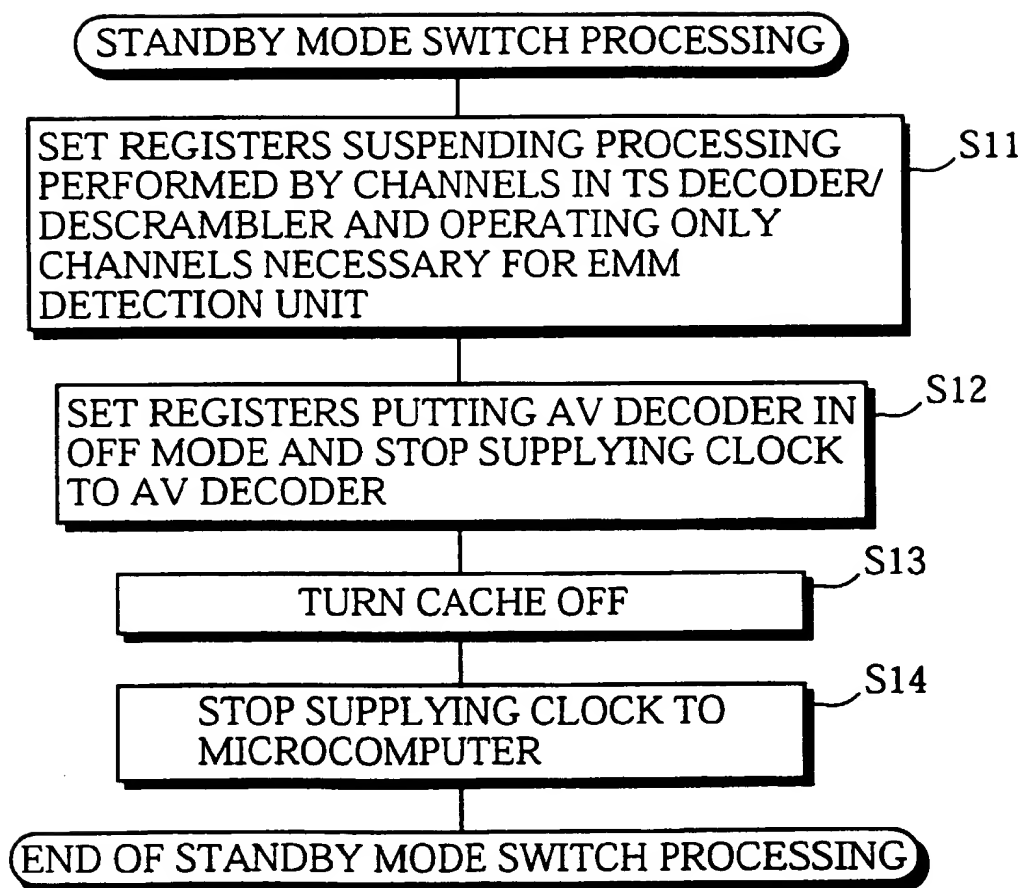 STANDBY MODE SWITCH PROCESSING
SET REGISTERS SUSPENDING PROCESSING
PERFORMED BY CHANNELS IN TS DECODER/
DESCRAMBLER AND OPERATING ONLY
CHANNELS NECESSARY FOR EMM
DETECTION UNIT
S11
SET REGISTERS PUTTING AV DECODER IN
OFF MODE AND STOP SUPPLYING CLOCK
TO AV DECODER
S12
TURN CACHE OFF
S13
STOP SUPPLYING CLOCK TO
MICROCOMPUTER
S14
END OF STANDBY MODE SWITCH PROCESSING